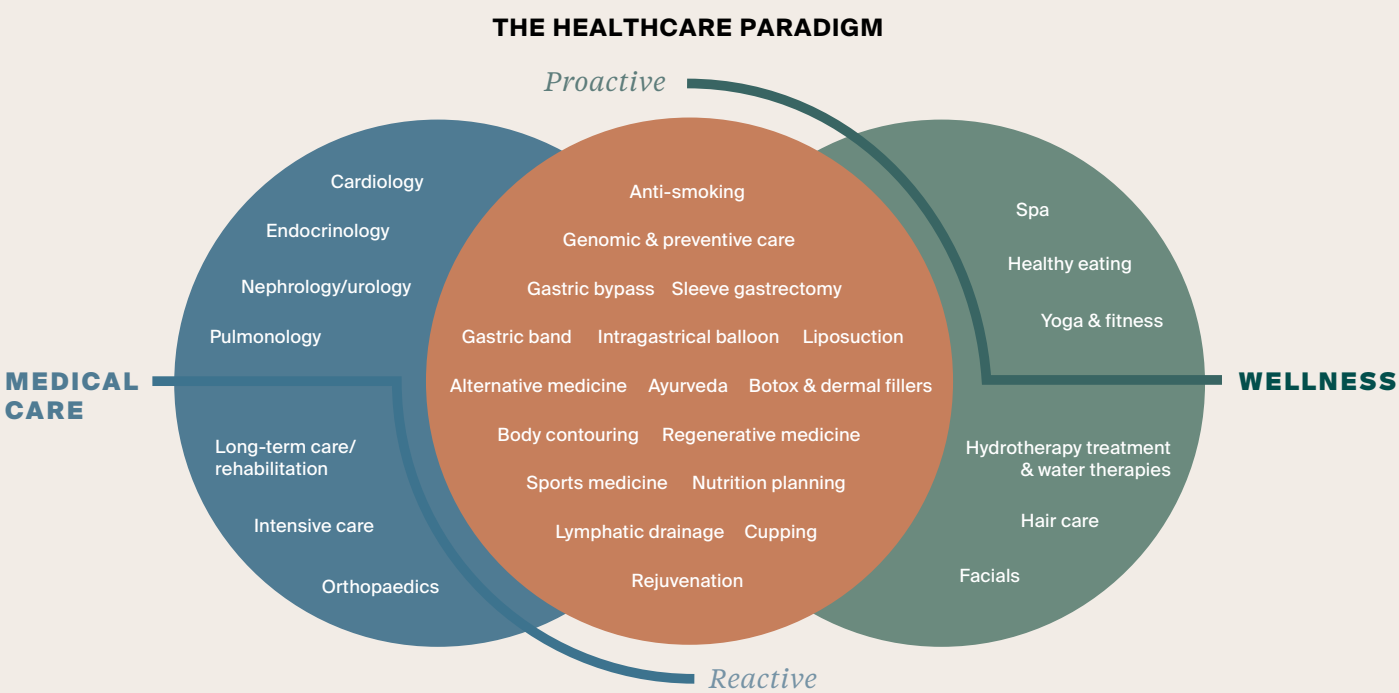 THE HEALTHCARE PARADIGM
Proactive
MEDICAL
CARE
Cardiology
Endocrinology
Nephrology/urology
Pulmonology
Long-term care/
rehabilitation
Intensive care
Orthopaedics
Anti-smoking
Genomic & preventive care
Gastric bypass Sleeve gastrectomy
Gastric band Intragastrical balloon Liposuction
Alternative medicine Ayurveda Botox & dermal fillers
Body contouring Regenerative medicine
Sports medicine Nutrition planning
Lymphatic drainage Cupping
Rejuvenation
Spa
Healthy eating
Yoga & fitness
WELLNESS
Hydrotherapy treatment
& water therapies
Hair care
Facials
Reactive